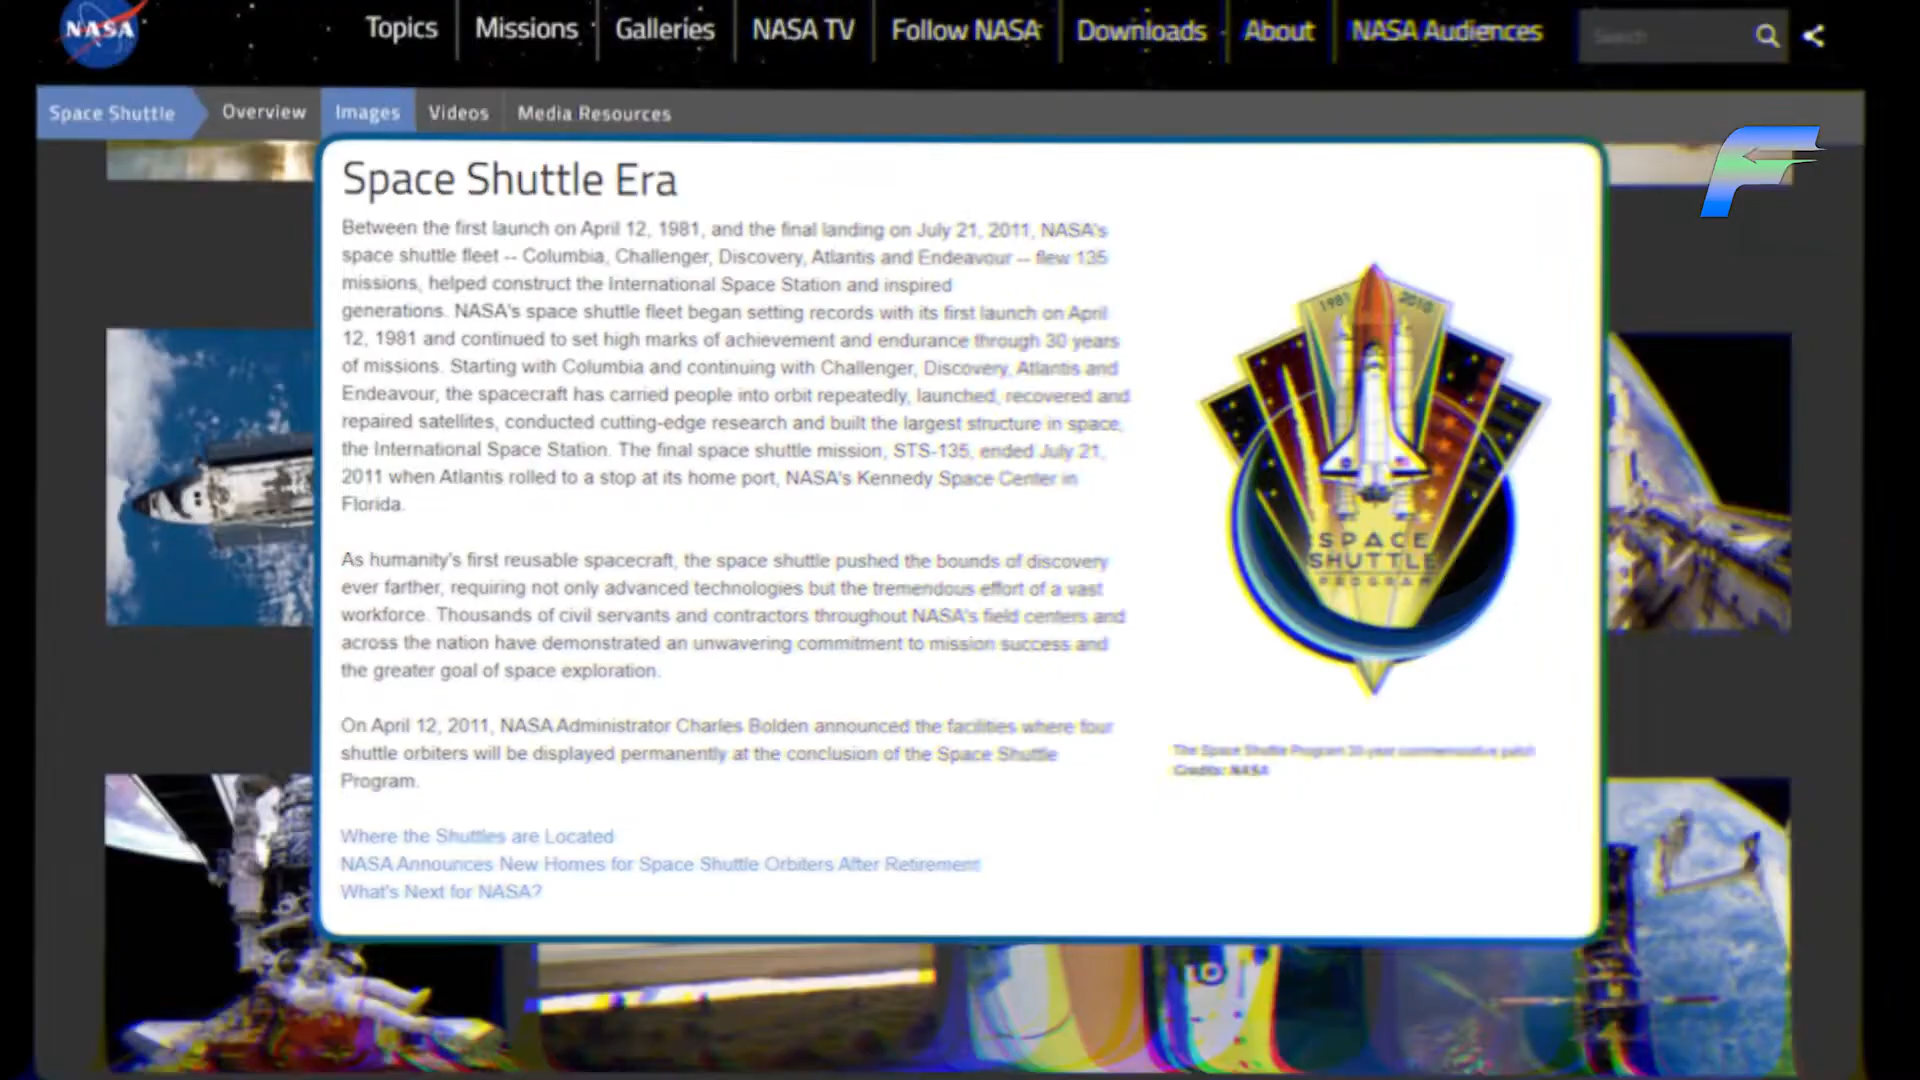 NASA
Topics
Missions
Galleries
NASA TV
Follow NASA
Downloads
About
NASA Audiences
Search
Space Shuttle
Overview
Images
Videos
Media Resources
Space Shuttle Era
Between the first launch on April 12, 1981, and the final landing on July 21, 2011, NASA's
space shuttle fleet -- Columbia, Challenger, Discovery, Atlantis and Endeavour -- flew 135
missions, helped construct the International Space Station and inspired
generations. NASA's space shuttle fleet began setting records with its first launch on April
12, 1981 and continued to set high marks of achievement and endurance through 30 years
of missions. Starting with Columbia and continuing with Challenger, Discovery, Atlantis and
Endeavour, the spacecraft has carried people into orbit repeatedly, launched, recovered and
repaired satellites, conducted cutting-edge research and built the largest structure in space,
the International Space Station. The final space shuttle mission, STS-135, ended July 21,
2011 when Atlantis rolled to a stop at its home port, NASA's Kennedy Space Center in
Florida.
As humanity's first reusable spacecraft, the space shuttle pushed the bounds of discovery
ever farther, requiring not only advanced technologies but the tremendous effort of a vast
workforce. Thousands of civil servants and contractors throughout NASA's field centers and
across the nation have demonstrated an unwavering commitment to mission success and
the greater goal of space exploration.
On April 12, 2011, NASA Administrator Charles Bolden announced the facilities where four
shuttle orbiters will be displayed permanently at the conclusion of the Space Shuttle
Program.
Where the Shuttles are Located
NASA Announces New Homes for Space Shuttle Orbiters After Retirement
What's Next for NASA?
1981
2010
SPACE
SHUTTLE
PROGRAM
The Space Shuttle Program 30-year commemorative patch
Credits: NASA
F